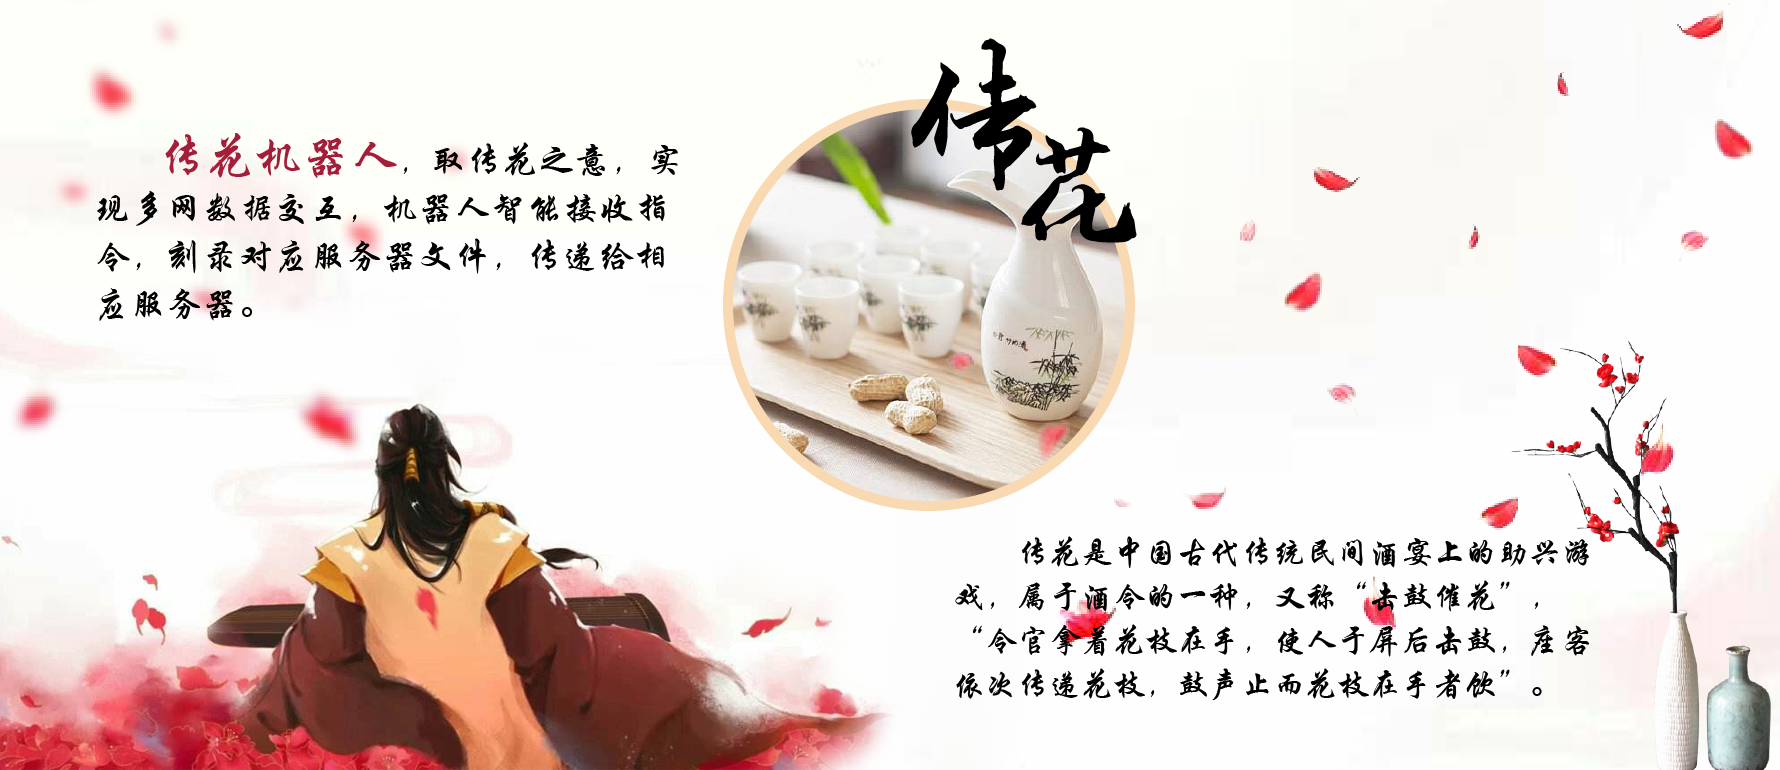 传花机器人，取传花之意，实
现多网数据交互，机器人智能接收指
令，刻录对应服务器文件，传递给相
应服务器。
传花
传花是中国古代传统民间酒宴上的助兴游
戏，属于酒令的一种，又称“击鼓催花”，
“令官拿着花枝在手，使人于屏后击鼓，座客
依次传递花枝，鼓声止而花枝在手者饮”。